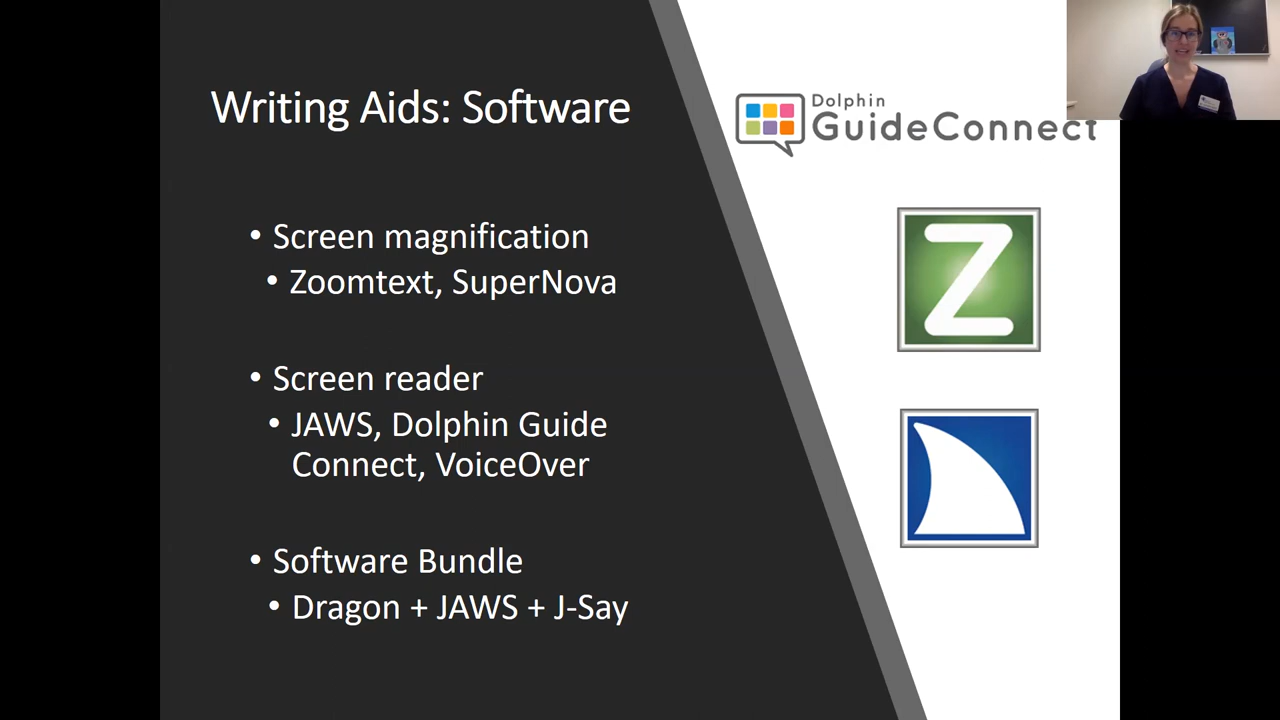 Writing Aids: Software
Dolphin
GuideConnect
• Screen magnification
• Zoomtext, SuperNova
Z
• Screen reader
• JAWS, Dolphin Guide
Connect, VoiceOver
• Software Bundle
• Dragon + JAWS + J-Say